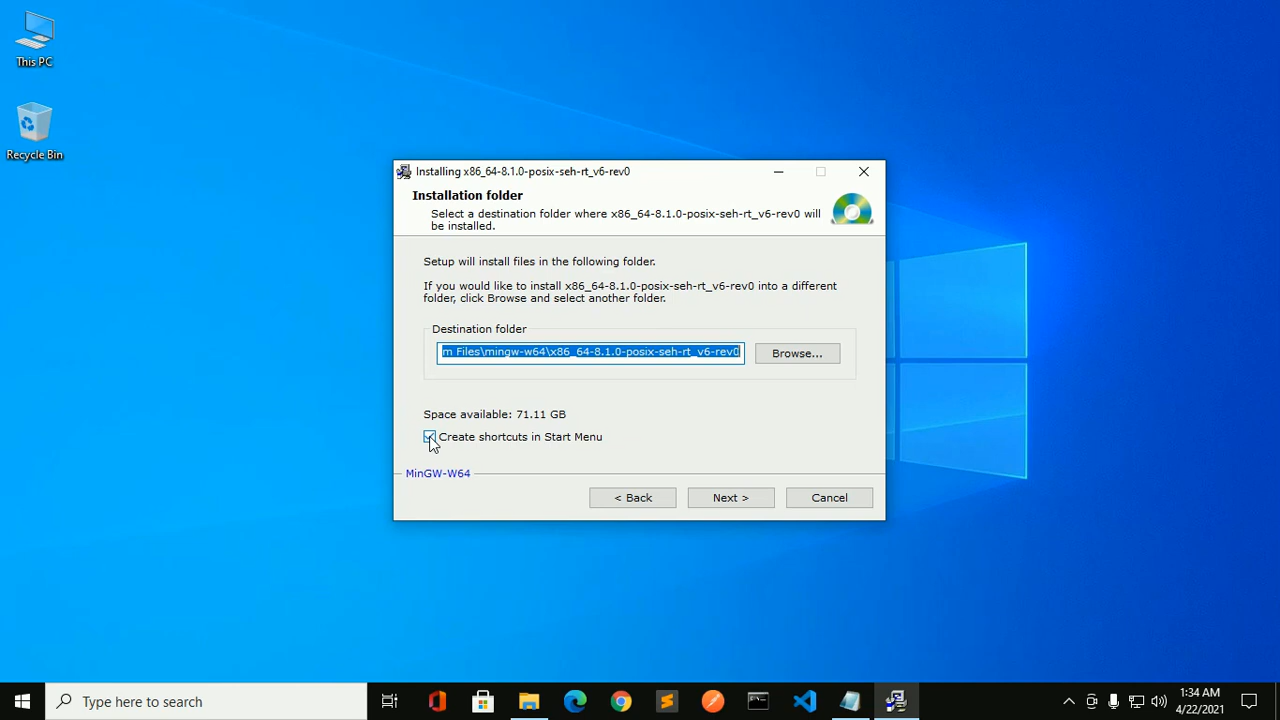 This PC
Recycle Bin
Installing x86_64-8.1.0-posix-seh-rt_v6-rev0
Installation folder
Select a destination folder where x86_64-8.1.0-posix-seh-rt_v6-rev0 will
be installed.
Setup will install files in the following folder.
If you would like to install x86_64-8.1.0-posix-seh-rt_v6-rev0 into a different
folder, click Browse and select another folder.
Destination folder
m Files\mingw-w64\x86_64-8.1.0-posix-seh-rt_v6-rev0
Browse...
Space available: 71.11 GB
Create shortcuts in Start Menu
MinGW-W64
< Back
Next >
Cancel
Type here to search
1:34 AM
4/22/2021